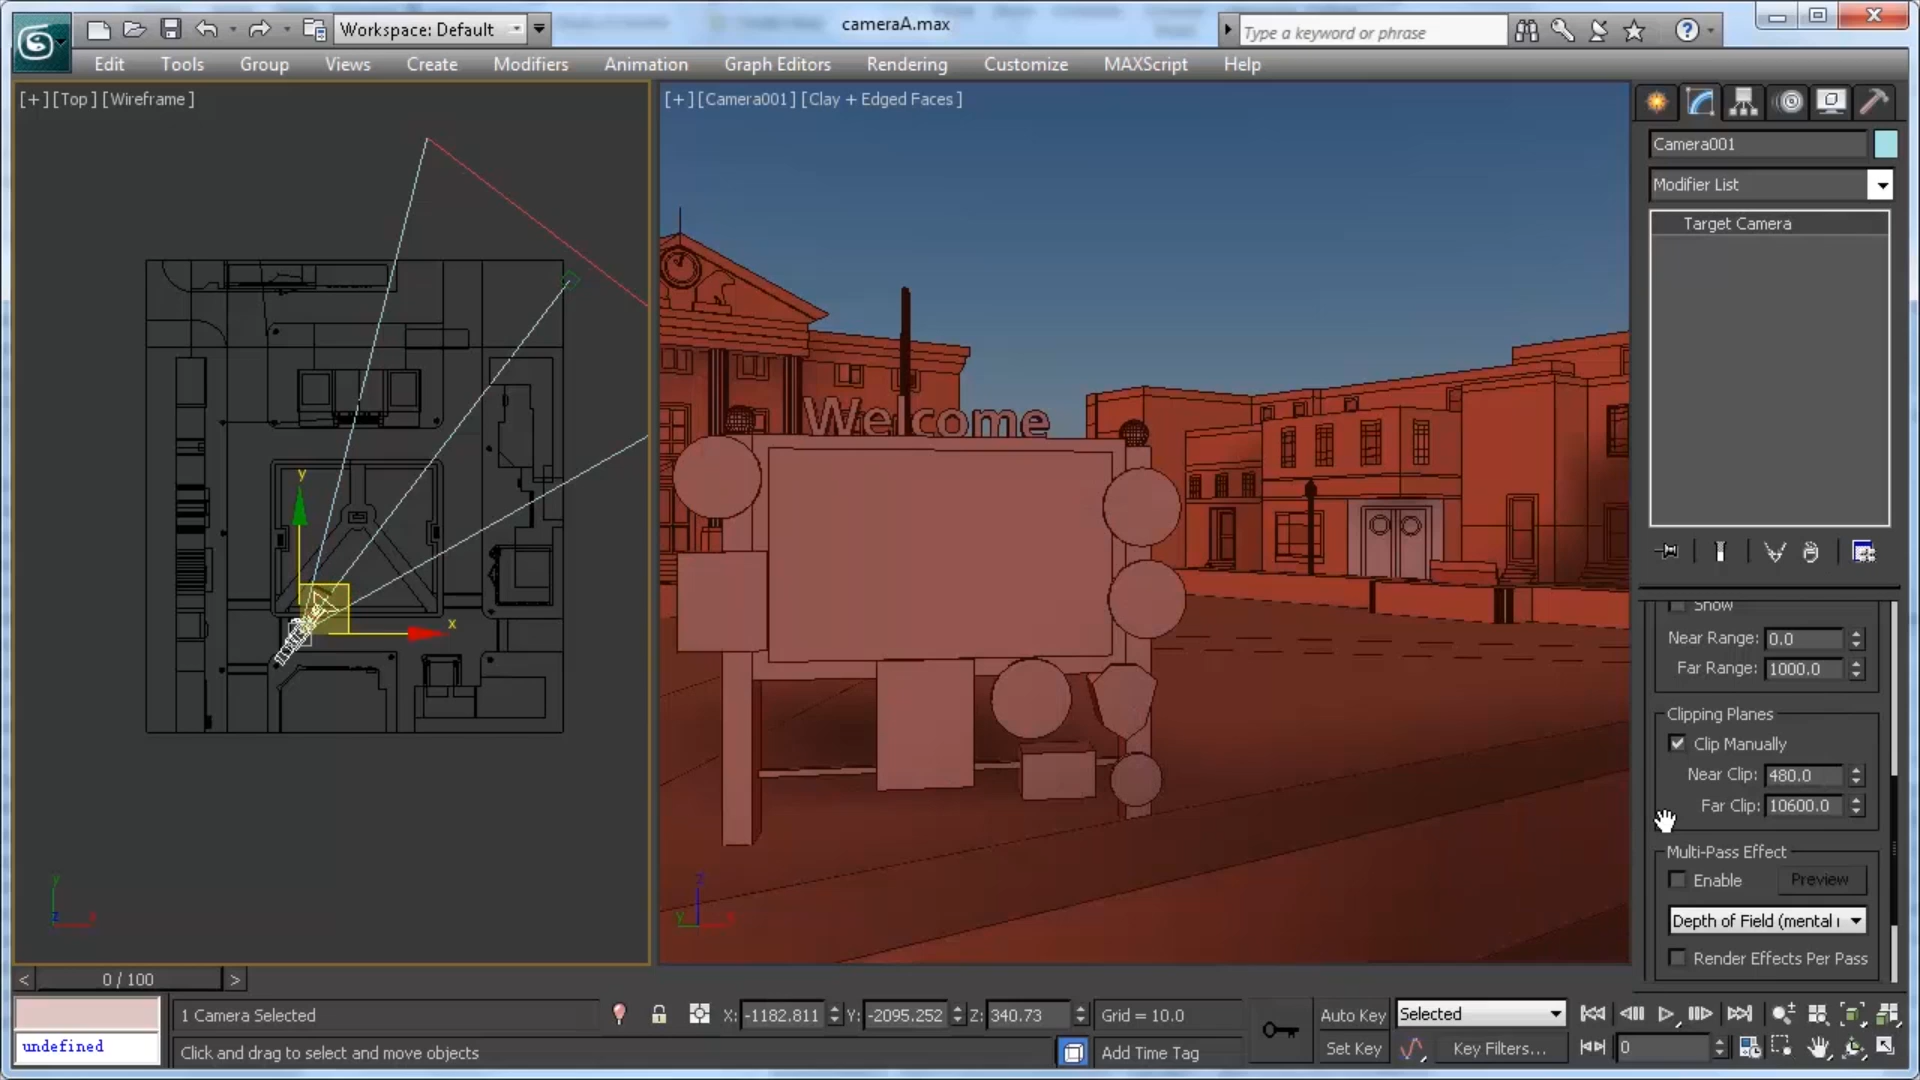 Workspace: Default
cameraA.max
Type a keyword or phrase
Edit Tools Group Views Create Modifiers Animation Graph Editors Rendering Customize MAXScript Help
[+][Top][Wireframe]
y
x
y
z
x
0 / 100
[+][Camera001][Clay + Edged Faces]
Welcome
z
y
x
Camera001
Modifier List
Target Camera
Show
Near Range: 0.0
Far Range: 1000.0
Clipping Planes
Clip Manually
Near Clip: 480.0
Far Clip: 10600.0
Multi-Pass Effect
Enable Preview
Depth of Field (mental r
Render Effects Per Pass
undefined
1 Camera Selected
X: -1182.811 Y: -2095.252 Z: 340.73 Grid = 10.0
Click and drag to select and move objects
Add Time Tag
Auto Key Selected
Set Key Key Filters...
0